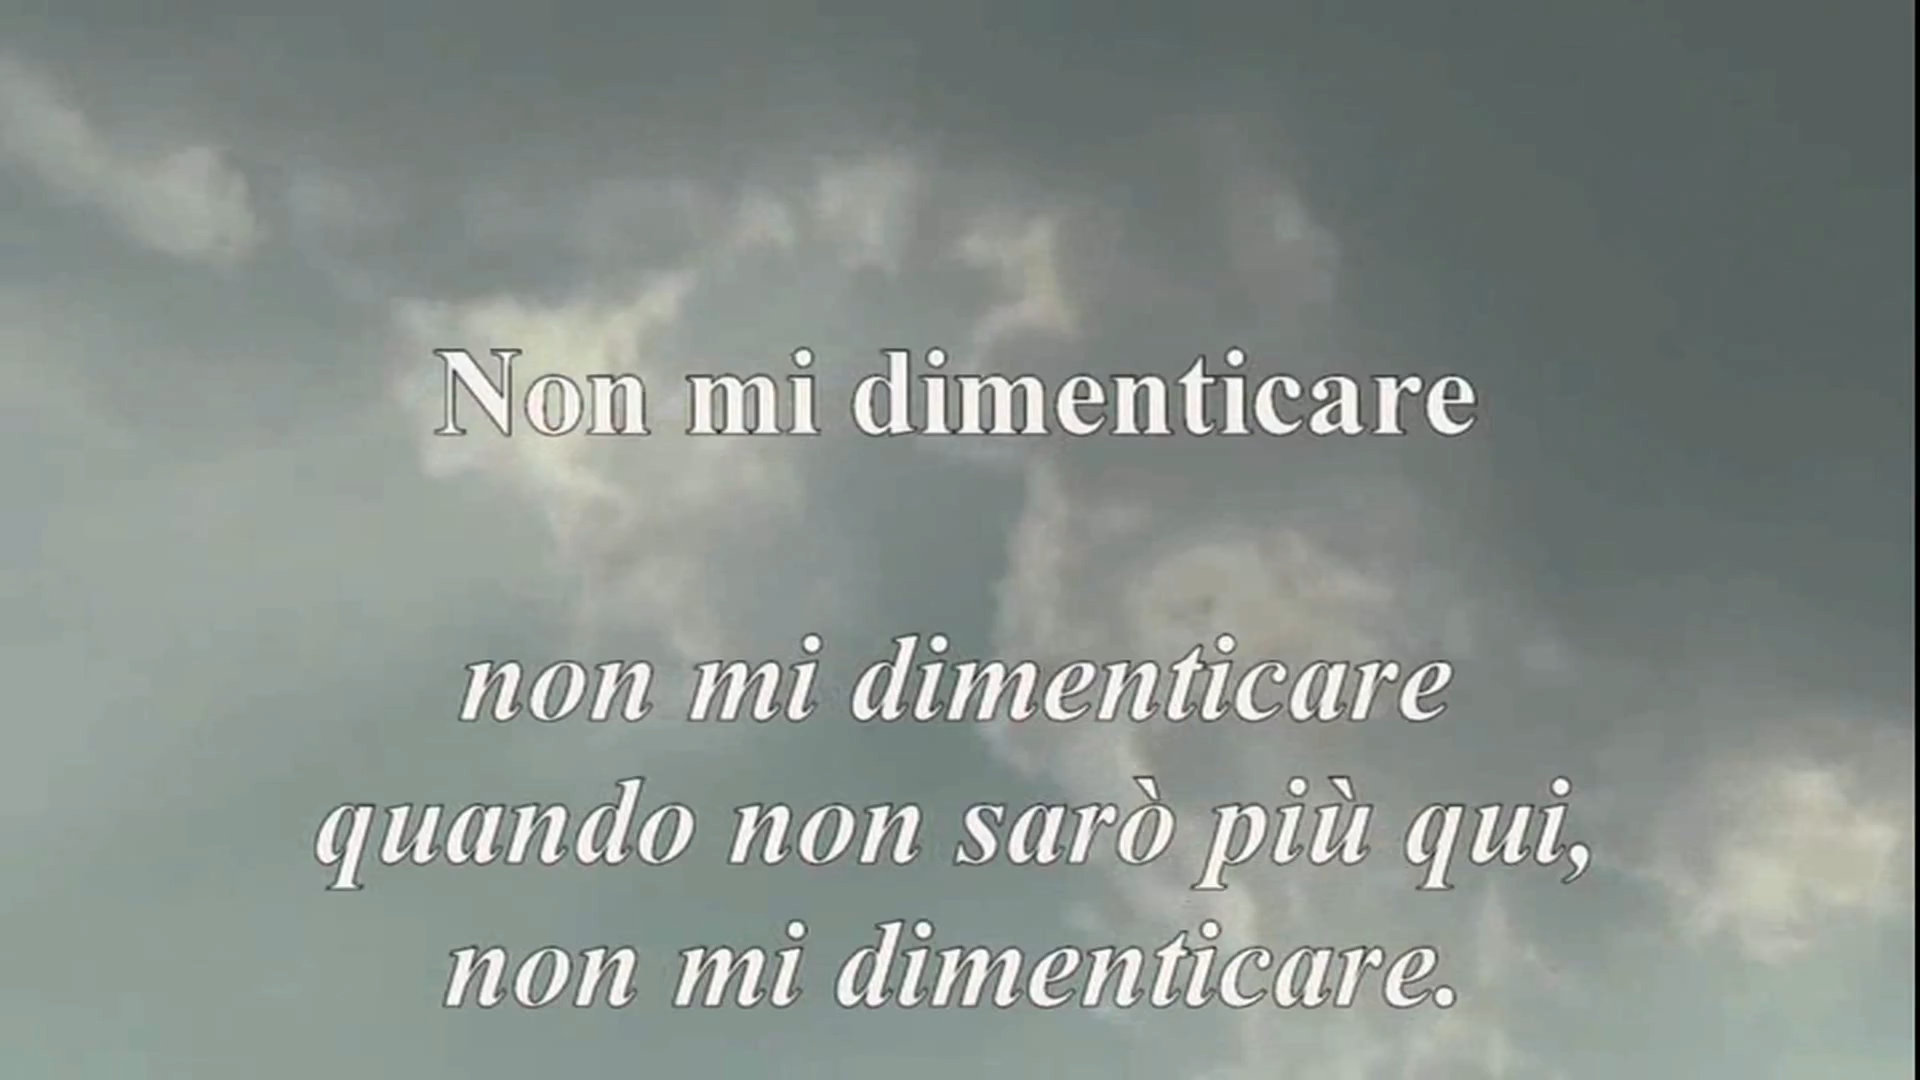 Non mi dimenticare
non mi dimenticare
quando non sarò più qui,
non mi dimenticare.